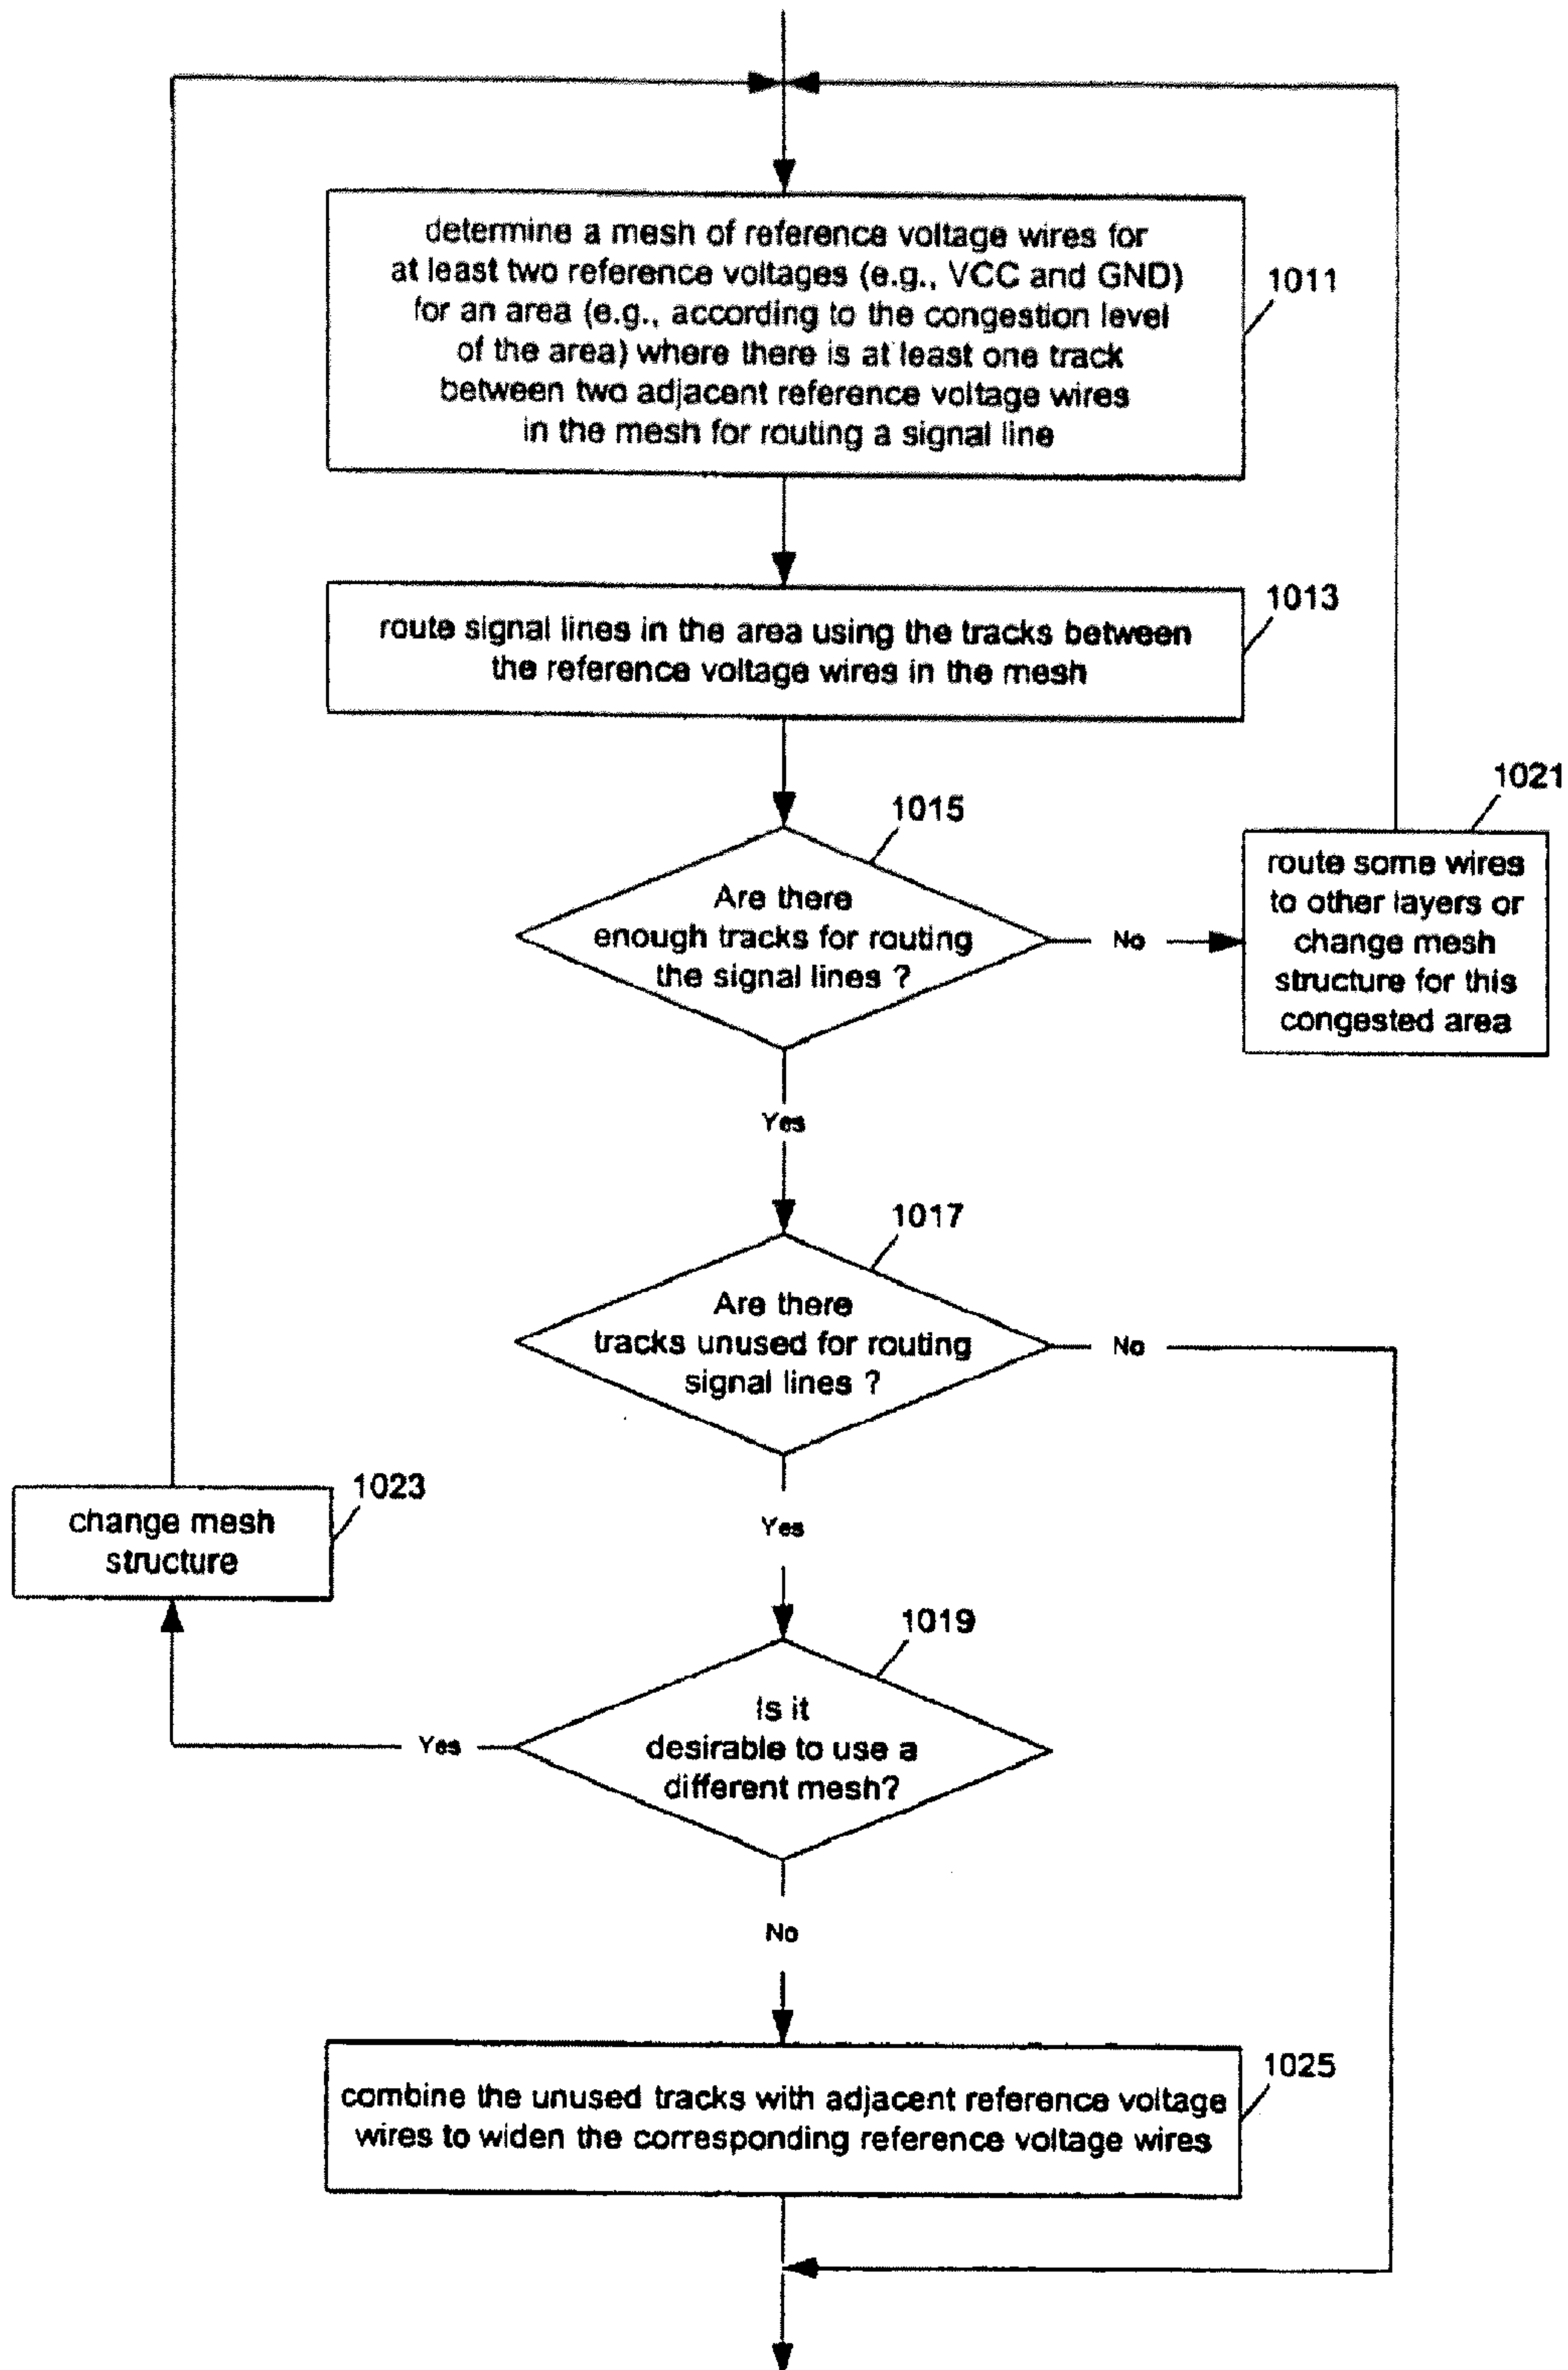 determine a mesh of reference voltage wires for
at least two reference voltages (e.g., VCC and GND)
for an area (e.g., according to the congestion level
of the area) where there is at least one track
between two adjacent reference voltage wires
in the mesh for routing a signal line
1011
route signal lines in the area using the tracks between
the reference voltage wires in the mesh
1013
Are there
enough tracks for routing
the signal lines ?
1015
No
route some wires
to other layers or
change mesh
structure for this
congested area
1021
Yes
Are there
tracks unused for routing
signal lines ?
1017
No
Yes
change mesh
structure
1023
Is it
desirable to use a
different mesh?
1019
Yes
No
combine the unused tracks with adjacent reference voltage
wires to widen the corresponding reference voltage wires
1025